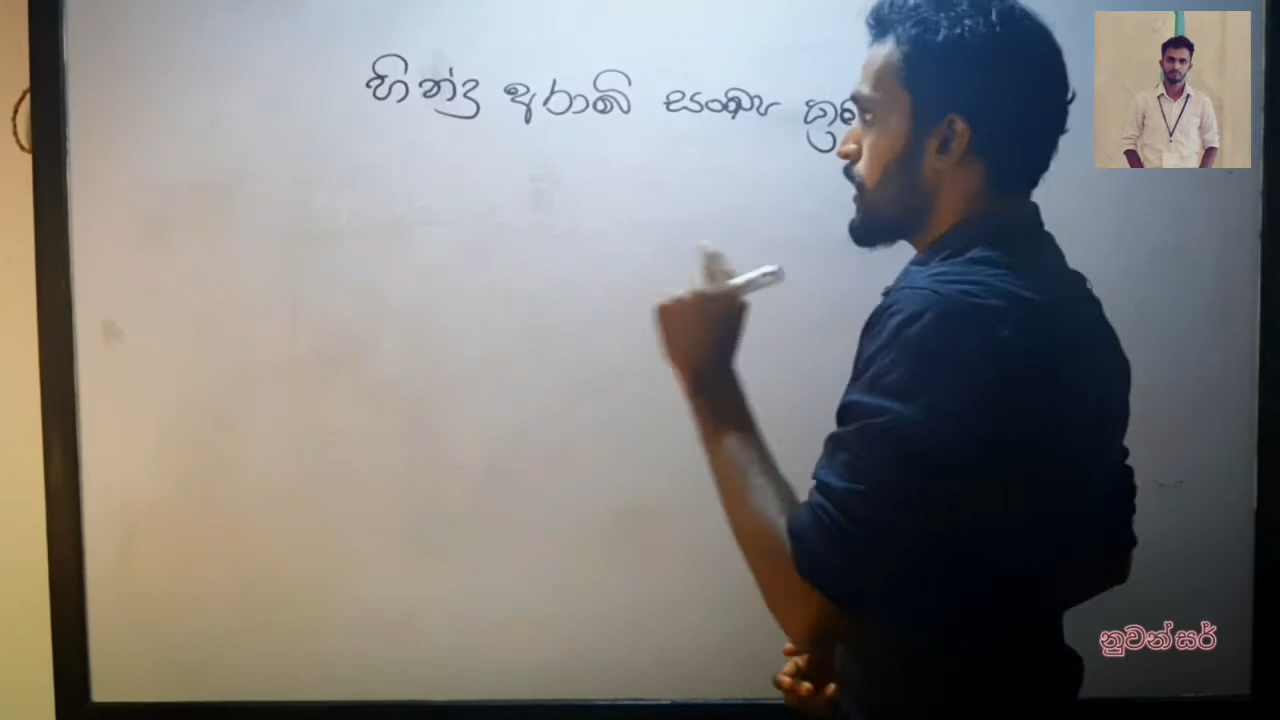 හින්දු අරාබි සංඛ්‍යා
නුවන් සර්